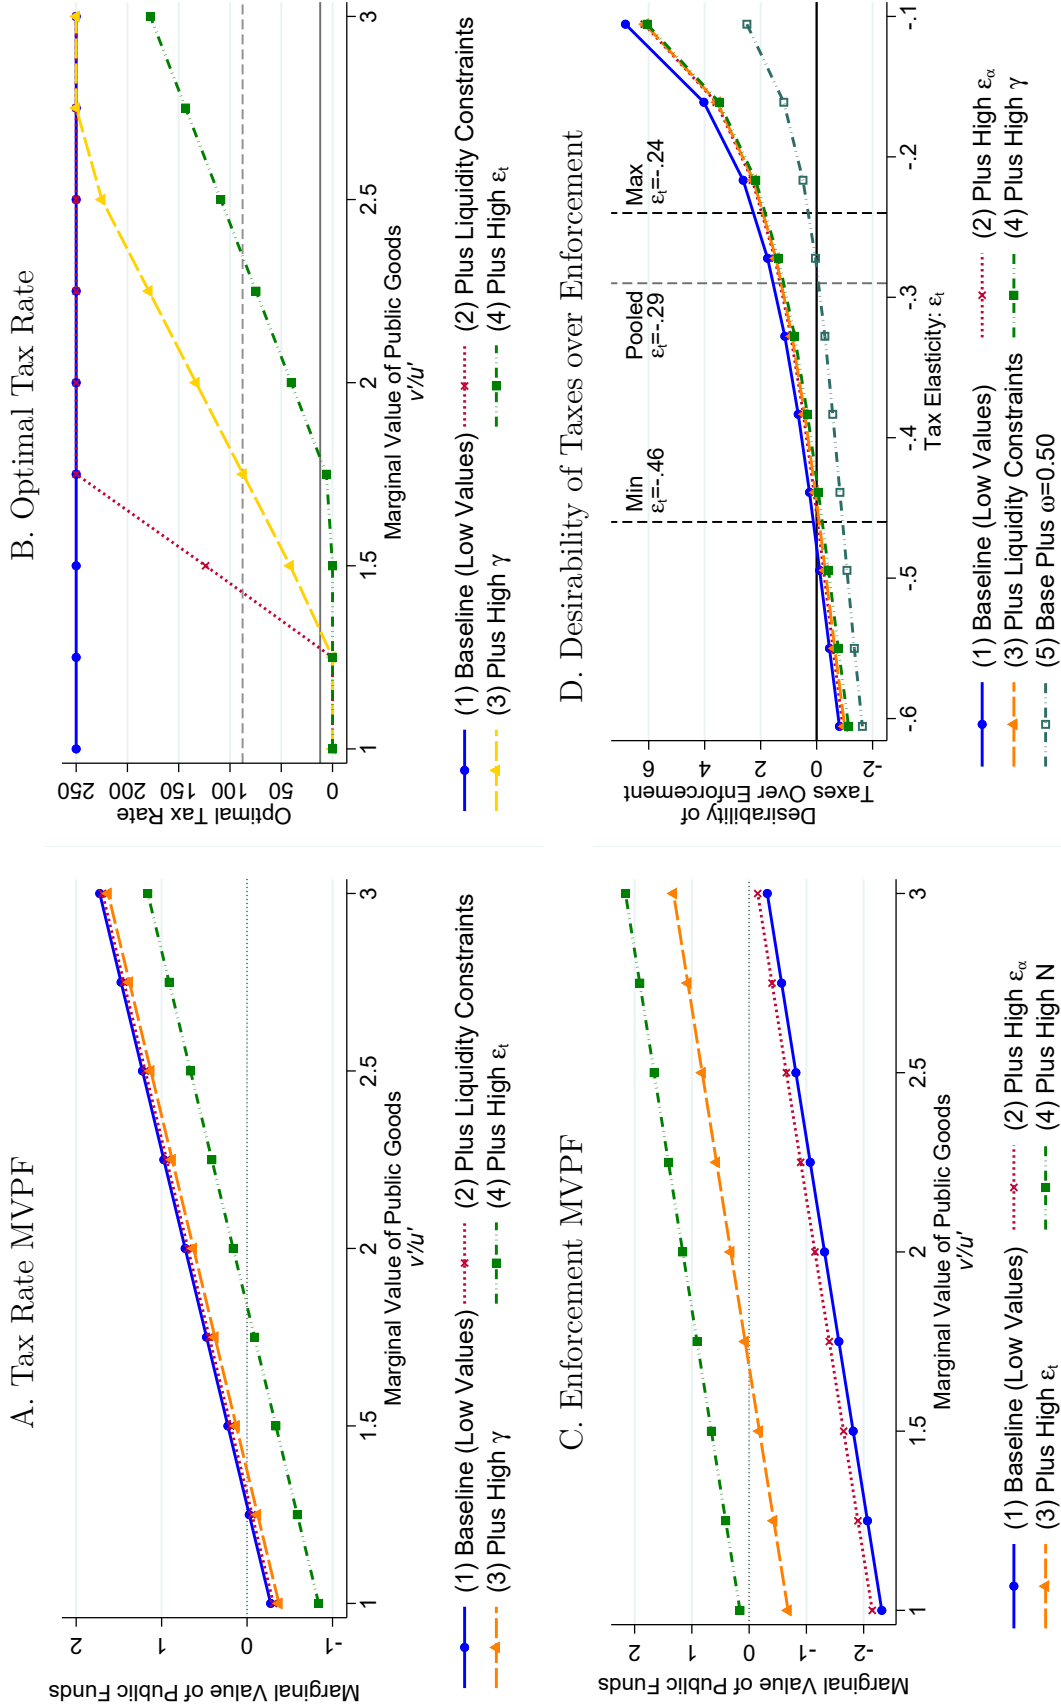 A. Tax Rate MVPF
Marginal Value of Public Funds
2
1
0
-1
1
1.5
2
2.5
3
Marginal Value of Public Goods
v'/u'
(1) Baseline (Low Values)
(2) Plus Liquidity Constraints
(3) Plus High γ
(4) Plus High εt
B. Optimal Tax Rate
Optimal Tax Rate
250
200
150
100
50
0
1
1.5
2
2.5
3
Marginal Value of Public Goods
v'/u'
(1) Baseline (Low Values)
(2) Plus Liquidity Constraints
(3) Plus High γ
(4) Plus High εt
C. Enforcement MVPF
Marginal Value of Public Funds
2
1
0
-1
-2
1
1.5
2
2.5
3
Marginal Value of Public Goods
v'/u'
(1) Baseline (Low Values)
(2) Plus High εα
(3) Plus High εt
(4) Plus High N
D. Desirability of Taxes over Enforcement
Desirability of
Taxes Over Enforcement
6
4
2
0
-2
Min
εt=-.46
Pooled
εt=-.29
Max
εt=-.24
-.6
-.5
-.4
-.3
-.2
-.1
Tax Elasticity: εt
(1) Baseline (Low Values)
(2) Plus High εα
(3) Plus Liquidity Constraints
(4) Plus High γ
(5) Base Plus ω=0.50